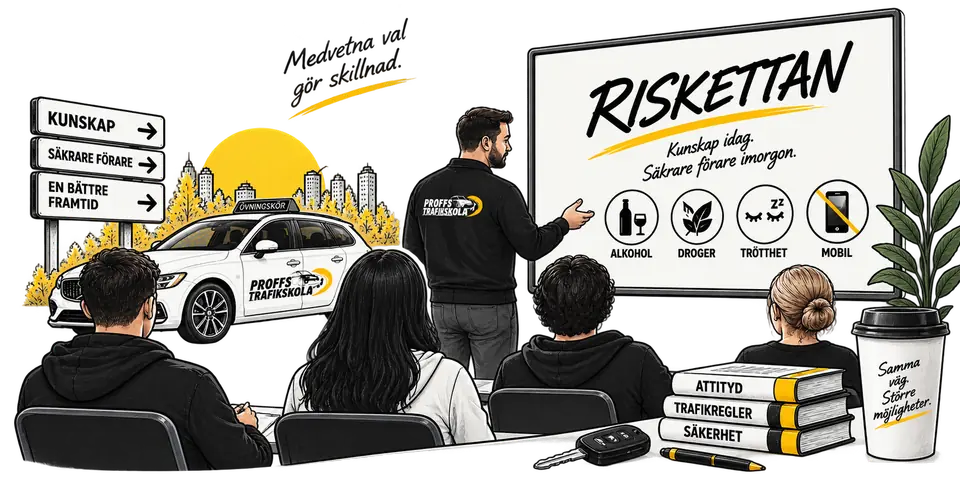 Medvetna val
gör skillnad.
KUNSKAP
SÄKRARE FÖRARE
EN BÄTTRE
FRAMTID
ÖVNINGSKÖR
PROFFS
TRAFIKSKOLA
PROFFS
TRAFIKSKOLA
RISKETTAN
Kunskap idag.
Säkrare förare imorgon.
ZZ
ALKOHOL
DROGER
TRÖTTHET
MOBIL
ATTITYD
TRAFIKREGLER
SÄKERHET
Samma
väg.
Större
möjligheter.